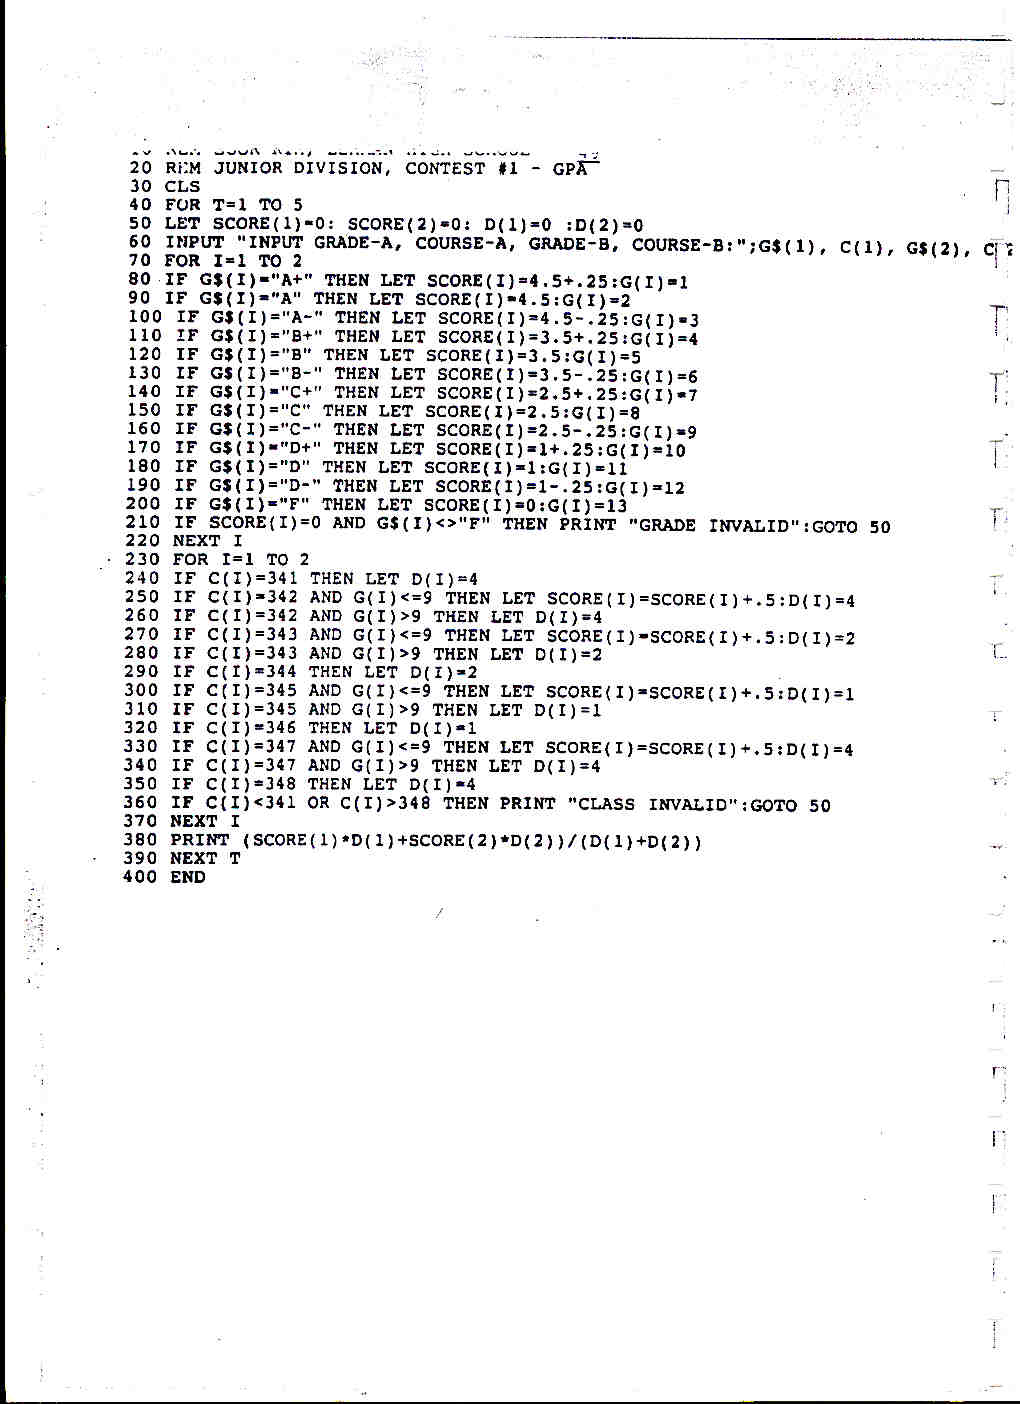 20 REM JUNIOR DIVISION, CONTEST #1 - GPA
30 CLS
40 FOR T=1 TO 5
50 LET SCORE(1)=0: SCORE(2)=0: D(1)=0 :D(2)=0
60 INPUT "INPUT GRADE-A, COURSE-A, GRADE-B, COURSE-B:";G$(1), C(1), G$(2),
70 FOR I=1 TO 2
80 IF G$(I)="A+" THEN LET SCORE(I)=4.5+.25:G(I)=1
90 IF G$(I)="A" THEN LET SCORE(I)=4.5:G(I)=2
100 IF G$(I)="A-" THEN LET SCORE(I)=4.5-.25:G(I)=3
110 IF G$(I)="B+" THEN LET SCORE(I)=3.5+.25:G(I)=4
120 IF G$(I)="B" THEN LET SCORE(I)=3.5:G(I)=5
130 IF G$(I)="B-" THEN LET SCORE(I)=3.5-.25:G(I)=6
140 IF G$(I)="C+" THEN LET SCORE(I)=2.5+.25:G(I)=7
150 IF G$(I)="C" THEN LET SCORE(I)=2.5:G(I)=8
160 IF G$(I)="C-" THEN LET SCORE(I)=2.5-.25:G(I)=9
170 IF G$(I)="D+" THEN LET SCORE(I)=1+.25:G(I)=10
180 IF G$(I)="D" THEN LET SCORE(I)=1:G(I)=11
190 IF G$(I)="D-" THEN LET SCORE(I)=1-.25:G(I)=12
200 IF G$(I)="F" THEN LET SCORE(I)=0:G(I)=13
210 IF SCORE(I)=0 AND G$(I)<>"F" THEN PRINT "GRADE INVALID":GOTO 50
220 NEXT I
230 FOR I=1 TO 2
240 IF C(I)=341 THEN LET D(I)=4
250 IF C(I)=342 AND G(I)<=9 THEN LET SCORE(I)=SCORE(I)+.5:D(I)=4
260 IF C(I)=342 AND G(I)>9 THEN LET D(I)=4
270 IF C(I)=343 AND G(I)<=9 THEN LET SCORE(I)=SCORE(I)+.5:D(I)=2
280 IF C(I)=343 AND G(I)>9 THEN LET D(I)=2
290 IF C(I)=344 THEN LET D(I)=2
300 IF C(I)=345 AND G(I)<=9 THEN LET SCORE(I)=SCORE(I)+.5:D(I)=1
310 IF C(I)=345 AND G(I)>9 THEN LET D(I)=1
320 IF C(I)=346 THEN LET D(I)=1
330 IF C(I)=347 AND G(I)<=9 THEN LET SCORE(I)=SCORE(I)+.5:D(I)=4
340 IF C(I)=347 AND G(I)>9 THEN LET D(I)=4
350 IF C(I)=348 THEN LET D(I)=4
360 IF C(I)<341 OR C(I)>348 THEN PRINT "CLASS INVALID":GOTO 50
370 NEXT I
380 PRINT (SCORE(1)*D(1)+SCORE(2)*D(2))/(D(1)+D(2))
390 NEXT T
400 END